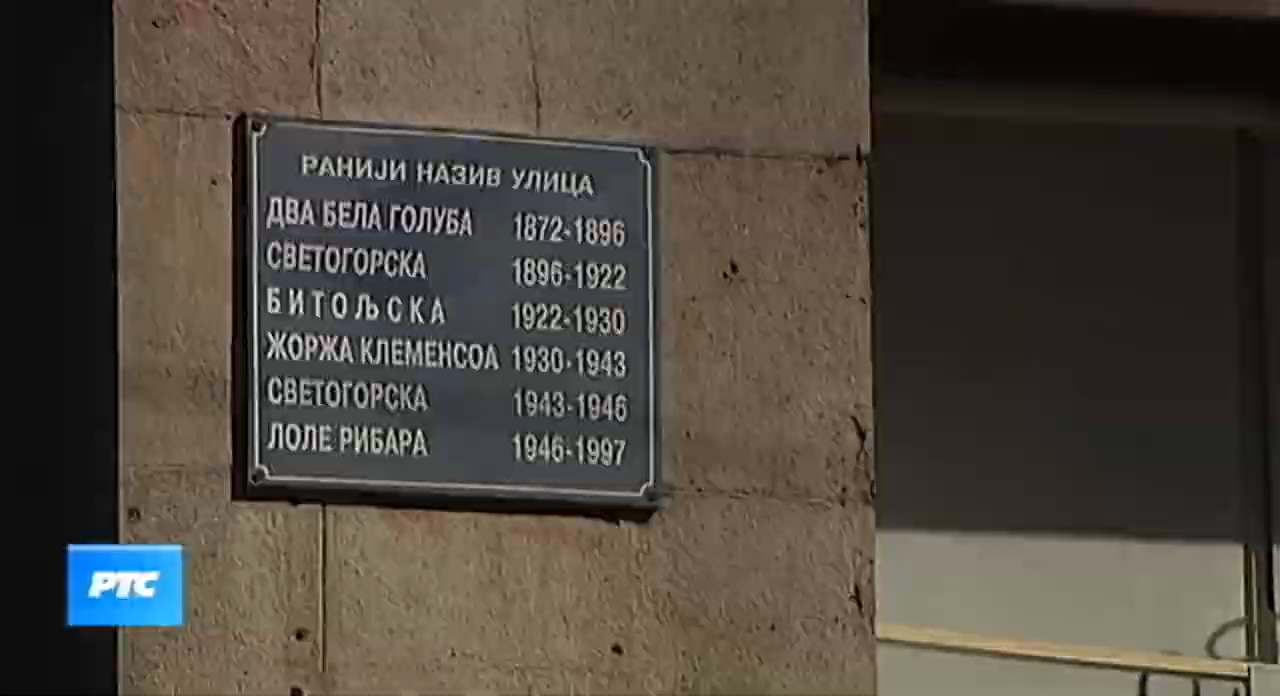 РАНИЈИ НАЗИВ УЛИЦА
ДВА БЕЛА ГОЛУБА 1872-1896
СВЕТОГОРСКА 1896-1922
БИТОЉСКА 1922-1930
ЖОРЖА КЛЕМЕНСОА 1930-1943
СВЕТОГОРСКА 1943-1946
ЛОЛЕ РИБАРА 1946-1997
РТС